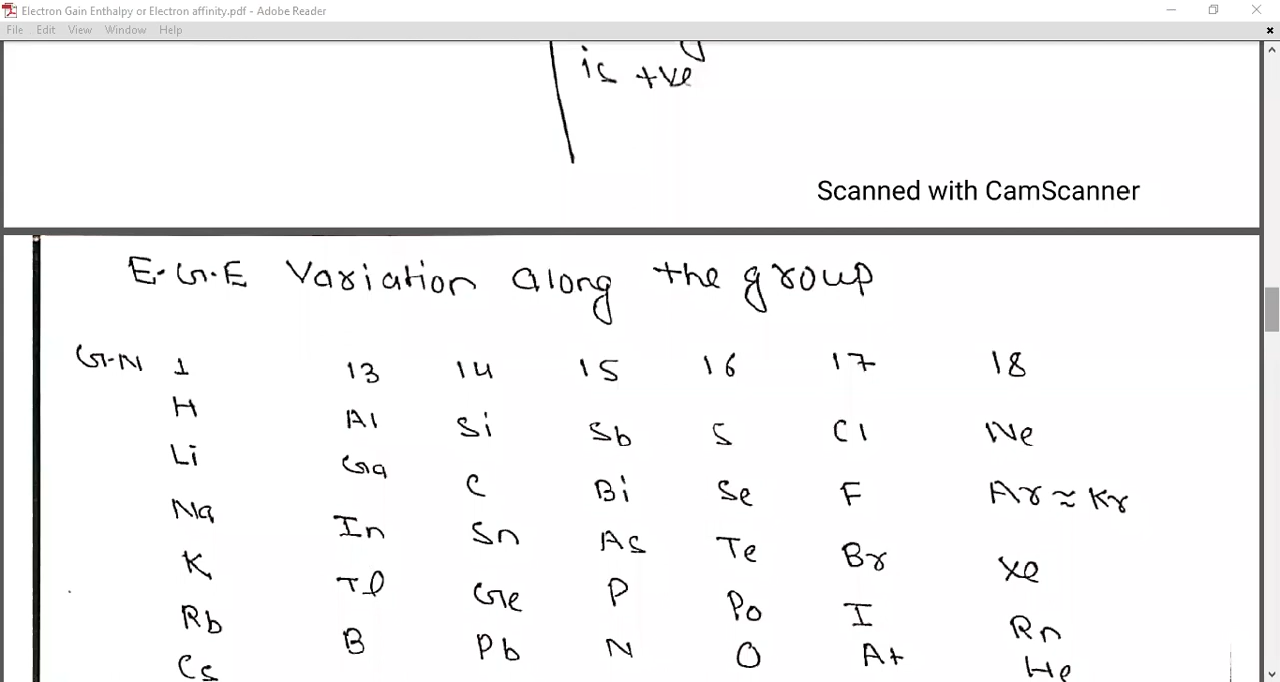 Electron Gain Enthalpy or Electron affinity.pdf - Adobe Reader
File Edit View Window Help
is +ve
Scanned with CamScanner
E.G.E Variation along the group
G.N 1 13 14 15 16 17 18
H Al Si Sb S Cl Ne
Li Ga C Bi Se F Ar ≈ Kr
Na In Sn As Te Br Xe
K Tl Ge P Po I Rn
Rb B Pb N O At He
Cs